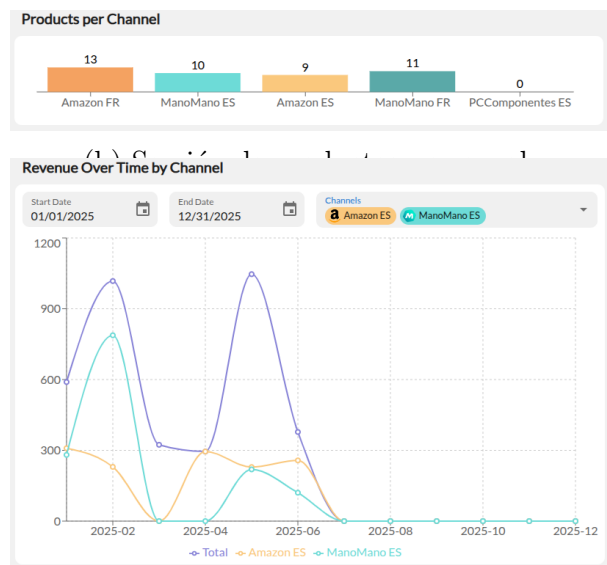 Products per Channel
13 10 9 11 0
Amazon FR ManoMano ES Amazon ES ManoMano FR PCComponentes ES
Revenue Over Time by Channel
Start Date End Date Channels
01/01/2025 12/31/2025 a Amazon ES ManoMano ES
1200
900
600
300
0
2025-02 2025-04 2025-06 2025-08 2025-10 2025-12
Total Amazon ES ManoMano ES